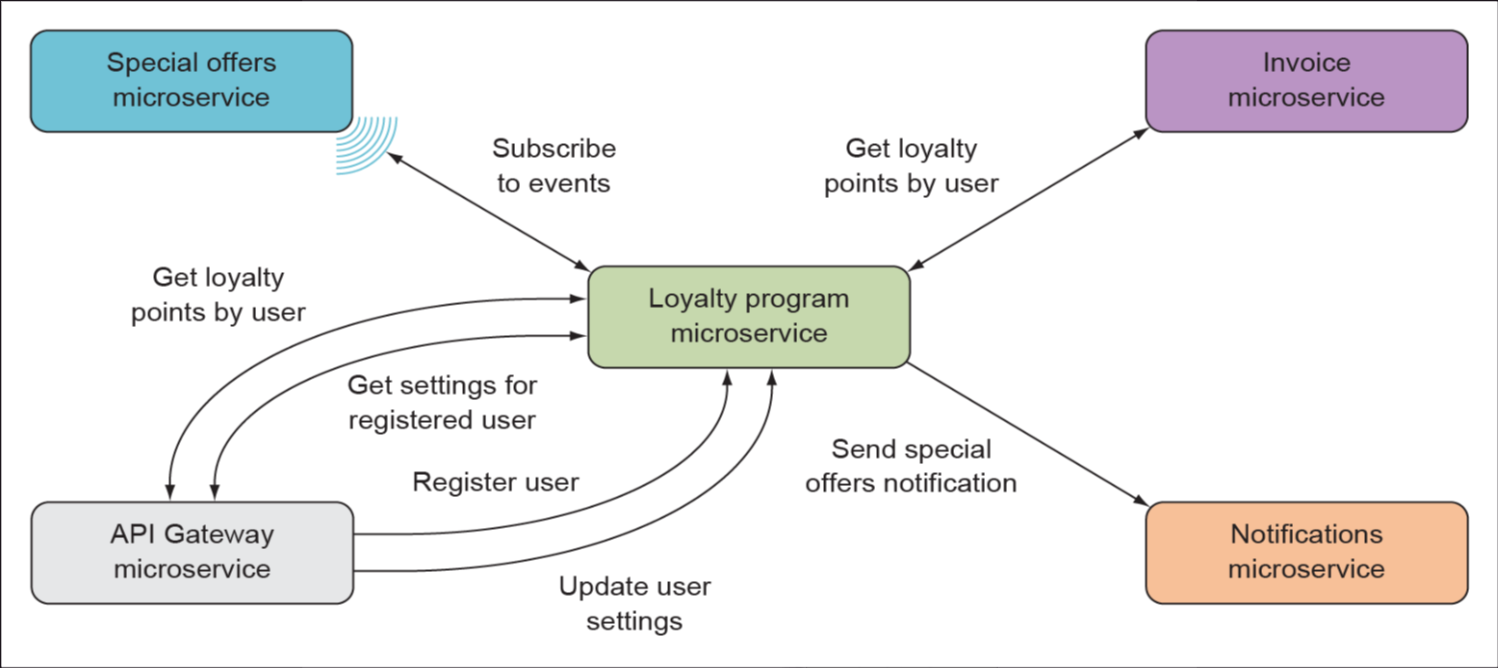 Special offers
microservice
Invoice
microservice
Subscribe
to events
Get loyalty
points by user
Get loyalty
points by user
Loyalty program
microservice
Get settings for
registered user
Register user
Send special
offers notification
API Gateway
microservice
Notifications
microservice
Update user
settings